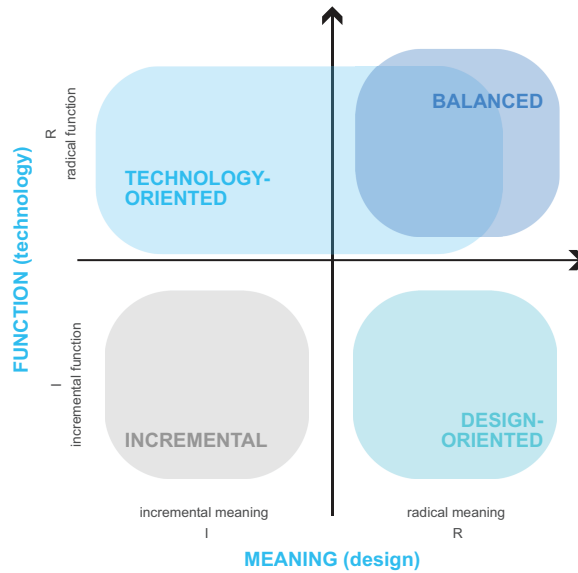 BALANCED
TECHNOLOGY-
ORIENTED
FUNCTION (technology)
R
radical function
I
incremental function
INCREMENTAL
DESIGN-
ORIENTED
incremental meaning
I
radical meaning
R
MEANING (design)